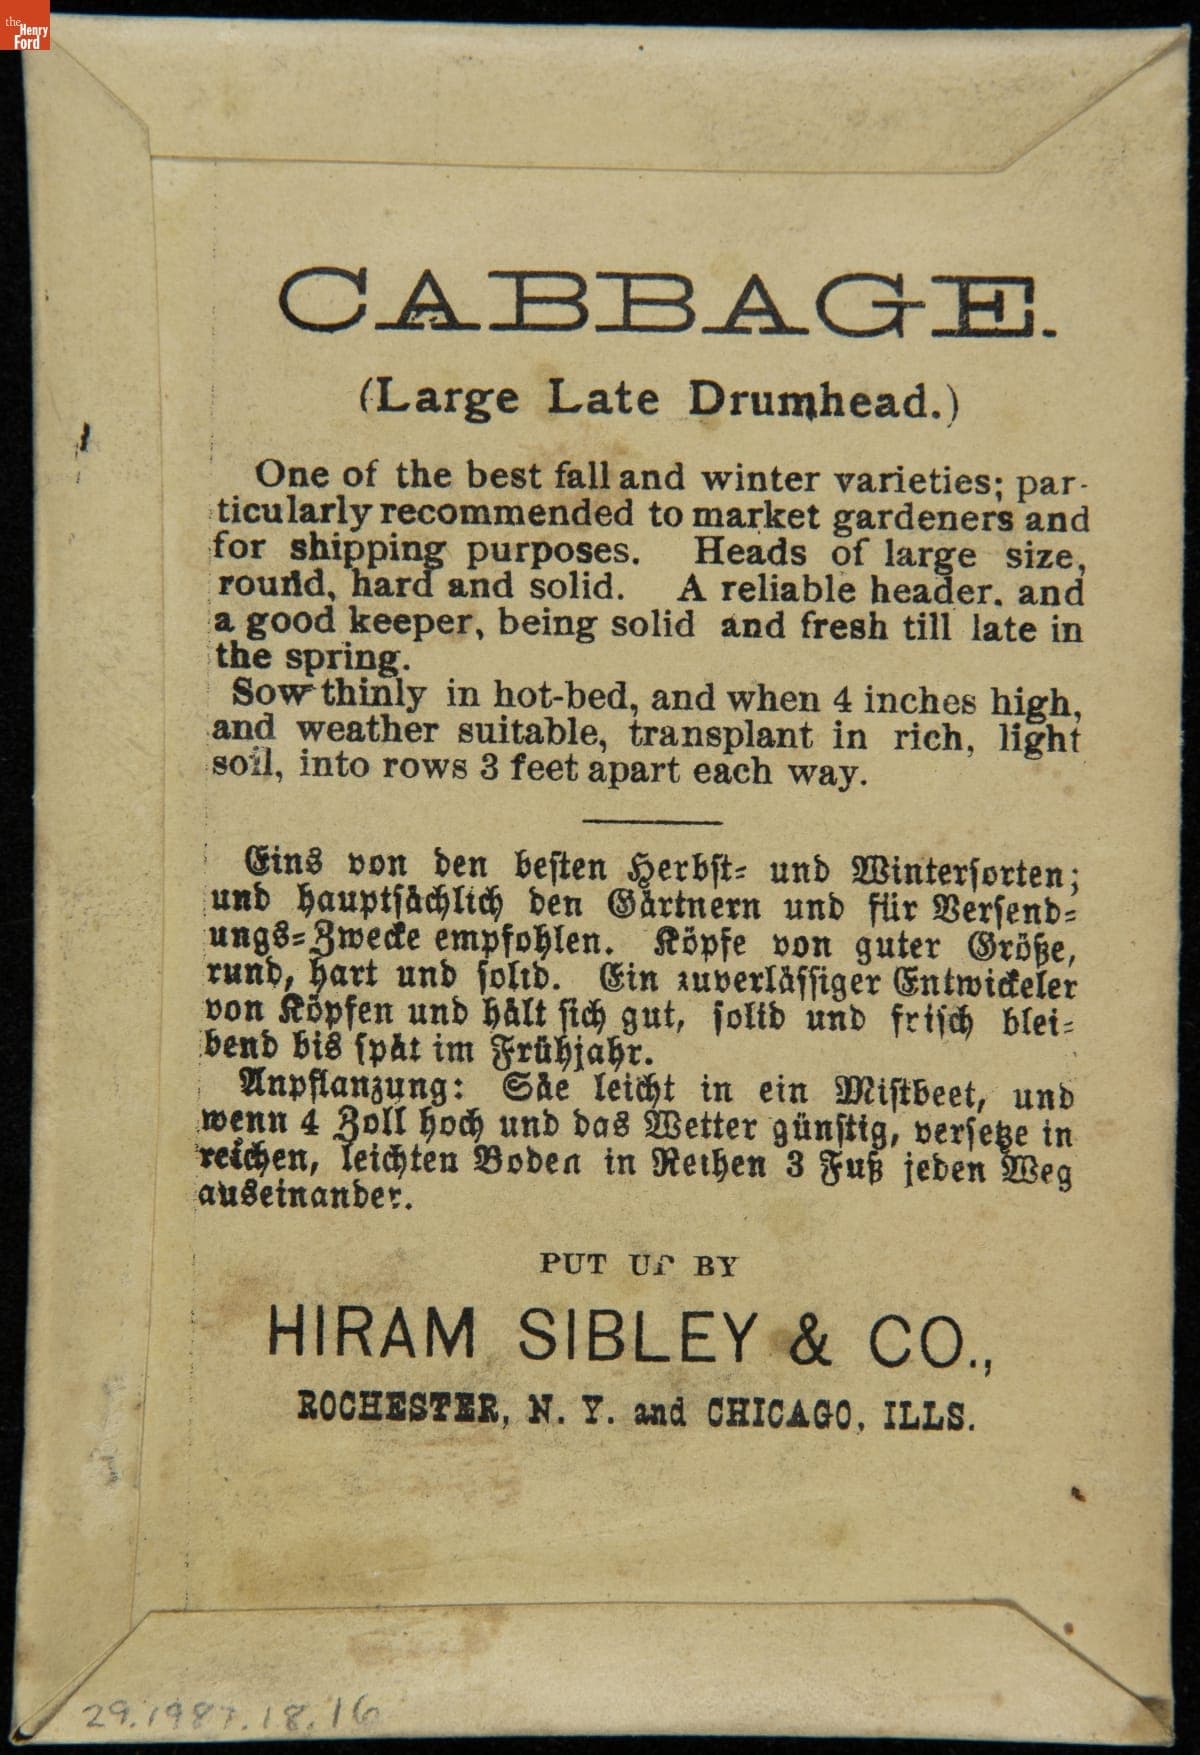 the
Henry
Ford
CABBAGE.
(Large Late Drumhead.)
One of the best fall and winter varieties; par-
ticularly recommended to market gardeners and
for shipping purposes. Heads of large size,
round, hard and solid. A reliable header. and
a good keeper, being solid and fresh till late in
the spring.
Sow thinly in hot-bed, and when 4 inches high,
and weather suitable, transplant in rich, light
soil, into rows 3 feet apart each way.
Eins von den besten Herbst- und Wintersorten;
und hauptsächlich den Gärtnern und für Versend-
ungs-Zwecke empfohlen. Köpfe von guter Größe,
rund, hart und solid. Ein zuverlässiger Entwickeler
von Köpfen und hält sich gut, solid und frisch blei-
bend bis spät im Frühjahr.
Anpflanzung: Säe leicht in ein Mistbeet, und
wenn 4 Zoll hoch und das Wetter günstig, versetze in
reichen, leichten Boden in Reihen 3 Fuß jeden Weg
auseinander.
PUT UP BY
HIRAM SIBLEY & CO.,
ROCHESTER, N. Y. and CHICAGO, ILLS.
29.1987.18.16